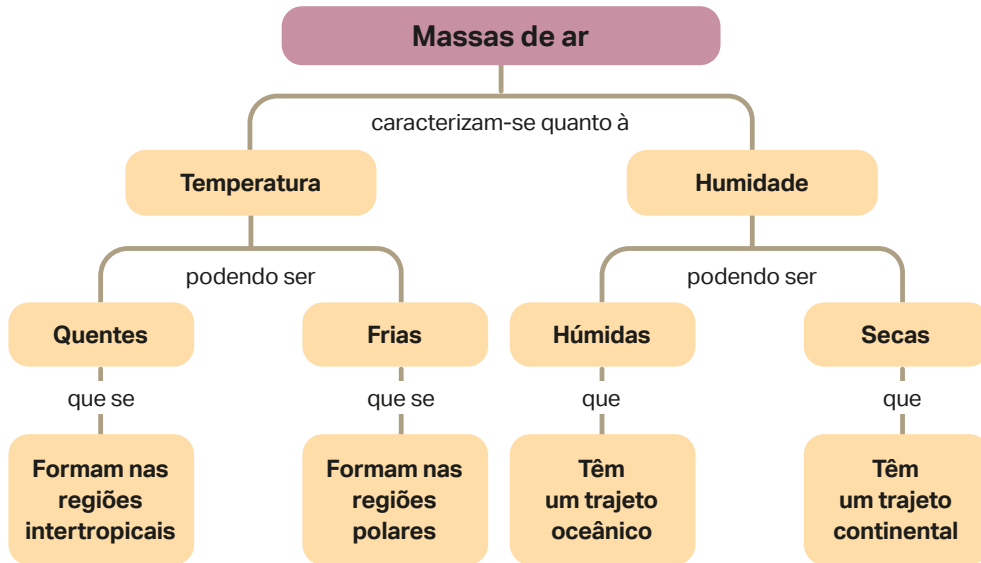 Massas de ar
caracterizam-se quanto à
Temperatura
Humidade
podendo ser
podendo ser
Quentes
Frias
Húmidas
Secas
que se
que se
que
que
Formam nas
regiões
intertropicais
Formam nas
regiões
polares
Têm
um trajeto
oceânico
Têm
um trajeto
continental